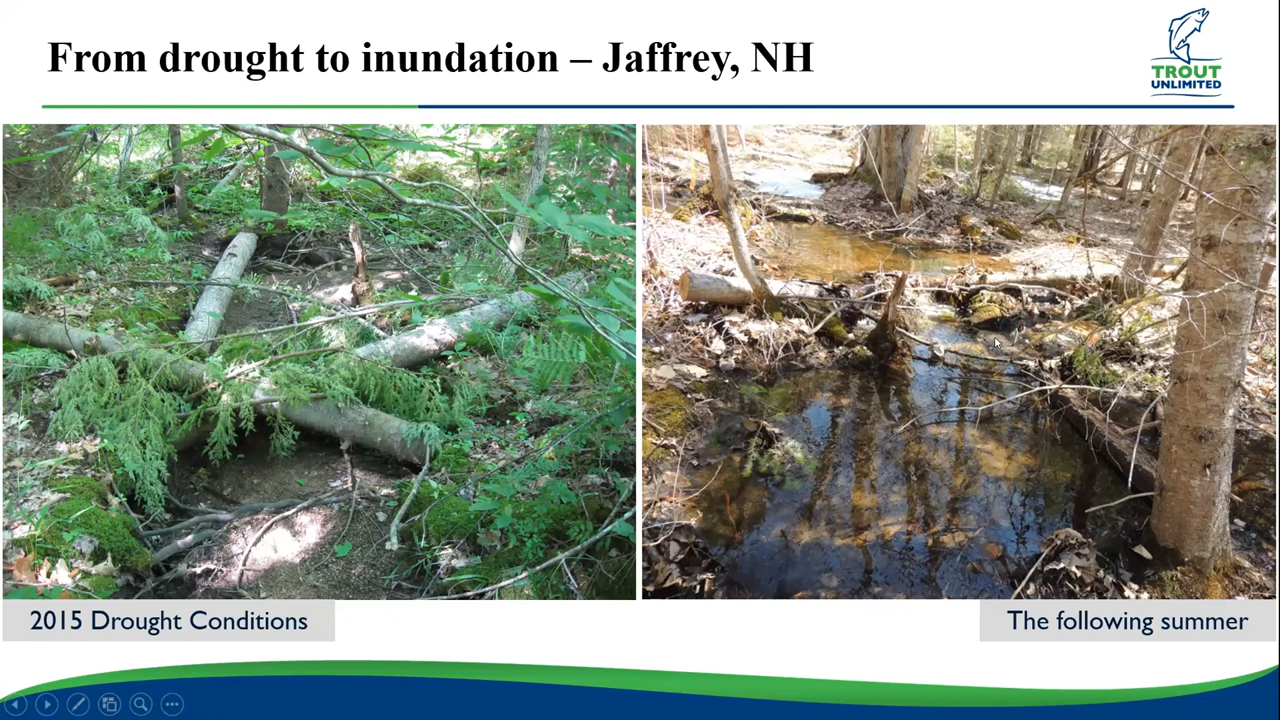 From drought to inundation – Jaffrey, NH
TROUT
UNLIMITED
2015 Drought Conditions
The following summer